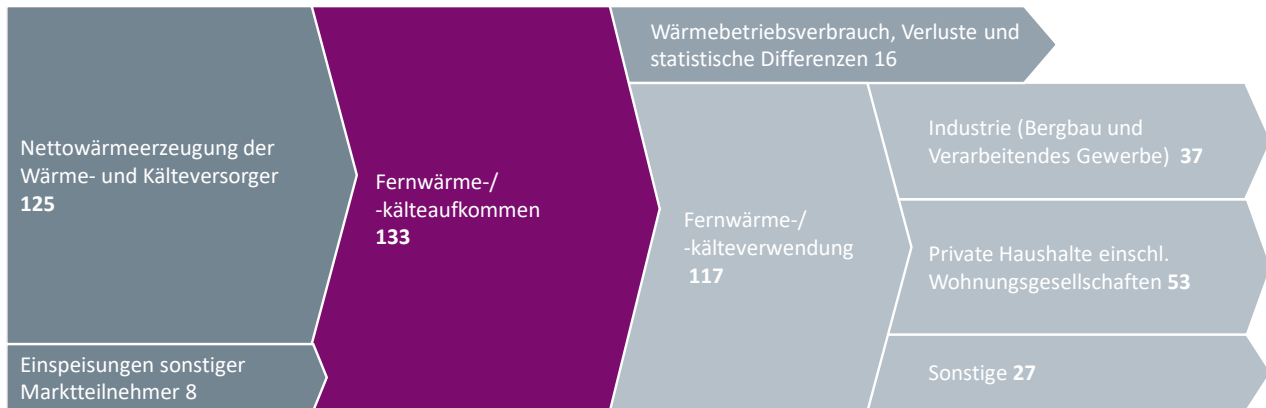 Nettowärmeerzeugung der
Wärme- und Kälteversorger
125
Einspeisungen sonstiger
Marktteilnehmer 8
Fernwärme-/
-kälteaufkommen
133
Wärmebetriebsverbrauch, Verluste und
statistische Differenzen 16
Fernwärme-/
-kälteverwendung
117
Industrie (Bergbau und
Verarbeitendes Gewerbe) 37
Private Haushalte einschl.
Wohnungsgesellschaften 53
Sonstige 27